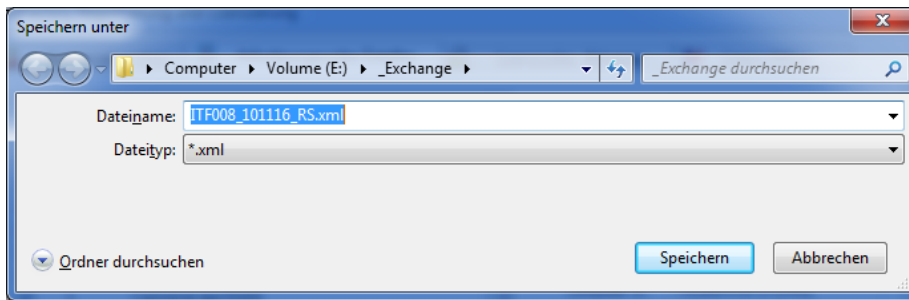 Speichern unter
Computer Volume (E:) _Exchange _Exchange durchsuchen
Dateiname: ITF008_101116_RS.xml
Dateityp: *.xml
Ordner durchsuchen Speichern Abbrechen